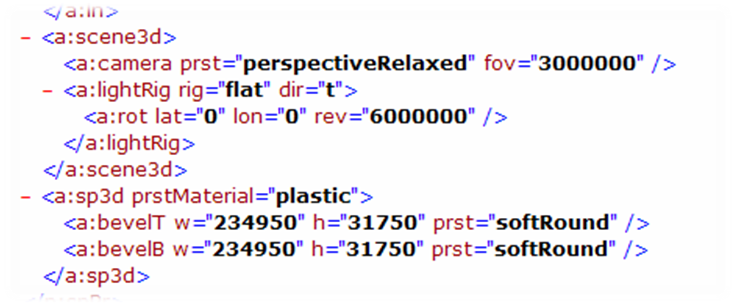 </a:ln>
- <a:scene3d>
<a:camera prst="perspectiveRelaxed" fov="3000000" />
- <a:lightRig rig="flat" dir="t">
<a:rot lat="0" lon="0" rev="6000000" />
</a:lightRig>
</a:scene3d>
- <a:sp3d prstMaterial="plastic">
<a:bevelT w="234950" h="31750" prst="softRound" />
<a:bevelB w="234950" h="31750" prst="softRound" />
</a:sp3d>